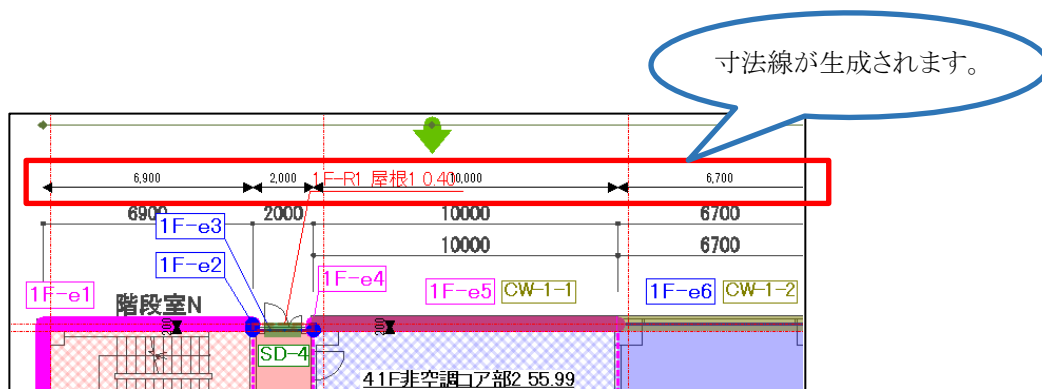 寸法線が生成されます。
6,900 2,000 10,000 6,700
1F-R1 屋根1 0.40
6900 2000 10000 6700
1F-e3
10000 6700
1F-e2
1F-e4
1F-e1 階段室N 1F-e5 CW-1-1 1F-e6 CW-1-2
200 200
SD-4
4 1F非空調コア部2 55.99